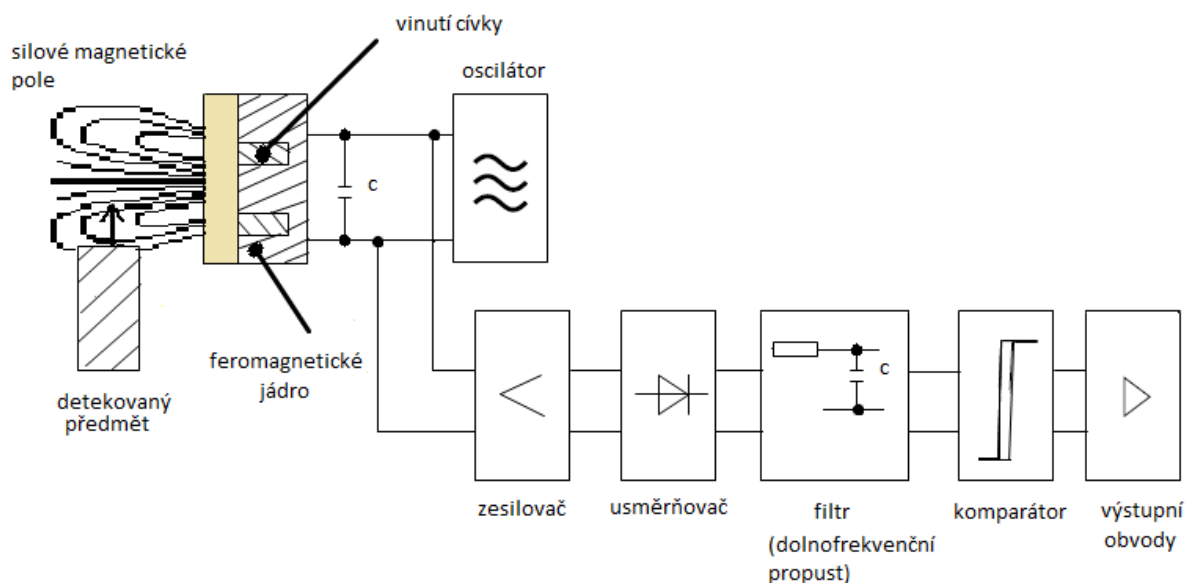 vinutí cívky
silové magnetické
pole
oscilátor
c
feromagnetické
jádro
detekovaný
předmět
c
zesilovač
usměrňovač
filtr
(dolnofrekvenční
propust)
komparátor
výstupní
obvody